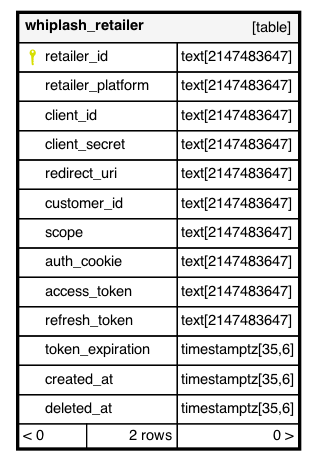 whiplash_retailer [table]
retailer_id text[2147483647]
retailer_platform text[2147483647]
client_id text[2147483647]
client_secret text[2147483647]
redirect_uri text[2147483647]
customer_id text[2147483647]
scope text[2147483647]
auth_cookie text[2147483647]
access_token text[2147483647]
refresh_token text[2147483647]
token_expiration timestamptz[35,6]
created_at timestamptz[35,6]
deleted_at timestamptz[35,6]
< 0 2 rows 0 >